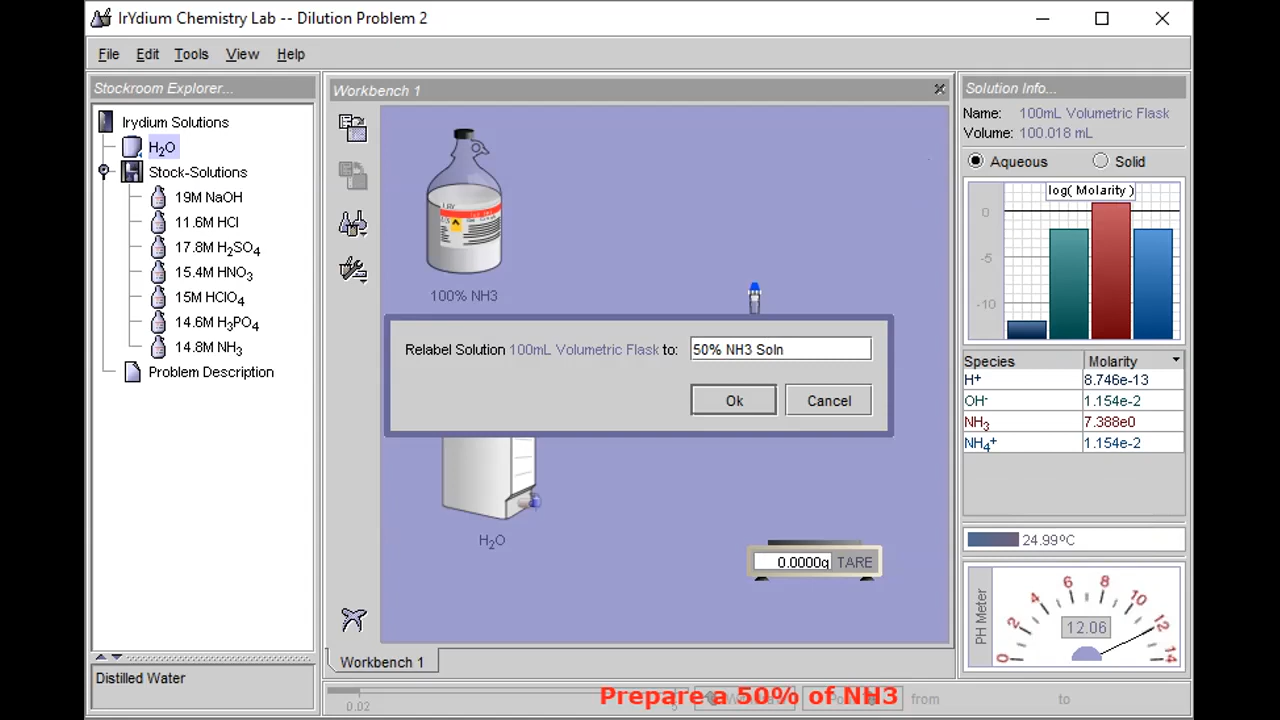 IrYdium Chemistry Lab -- Dilution Problem 2
File Edit Tools View Help
Stockroom Explorer...
Irydium Solutions
H₂O
Stock-Solutions
19M NaOH
11.6M HCl
17.8M H₂SO₄
15.4M HNO₃
15M HClO₄
14.6M H₃PO₄
14.8M NH₃
Problem Description
Distilled Water
Workbench 1
100% NH3
Relabel Solution 100mL Volumetric Flask to: 50% NH3 Soln
Ok Cancel
H₂O
0.0000g TARE
Workbench 1
0.02
Prepare a 50% of NH3
from to
Solution Info...
Name: 100mL Volumetric Flask
Volume: 100.018 mL
Aqueous Solid
log( Molarity )
0
-5
-10
Species Molarity
H⁺ 8.746e-13
OH⁻ 1.154e-2
NH₃ 7.388e0
NH₄⁺ 1.154e-2
24.99ºC
PH Meter
0 2 4 6 8 10 12 14
12.06